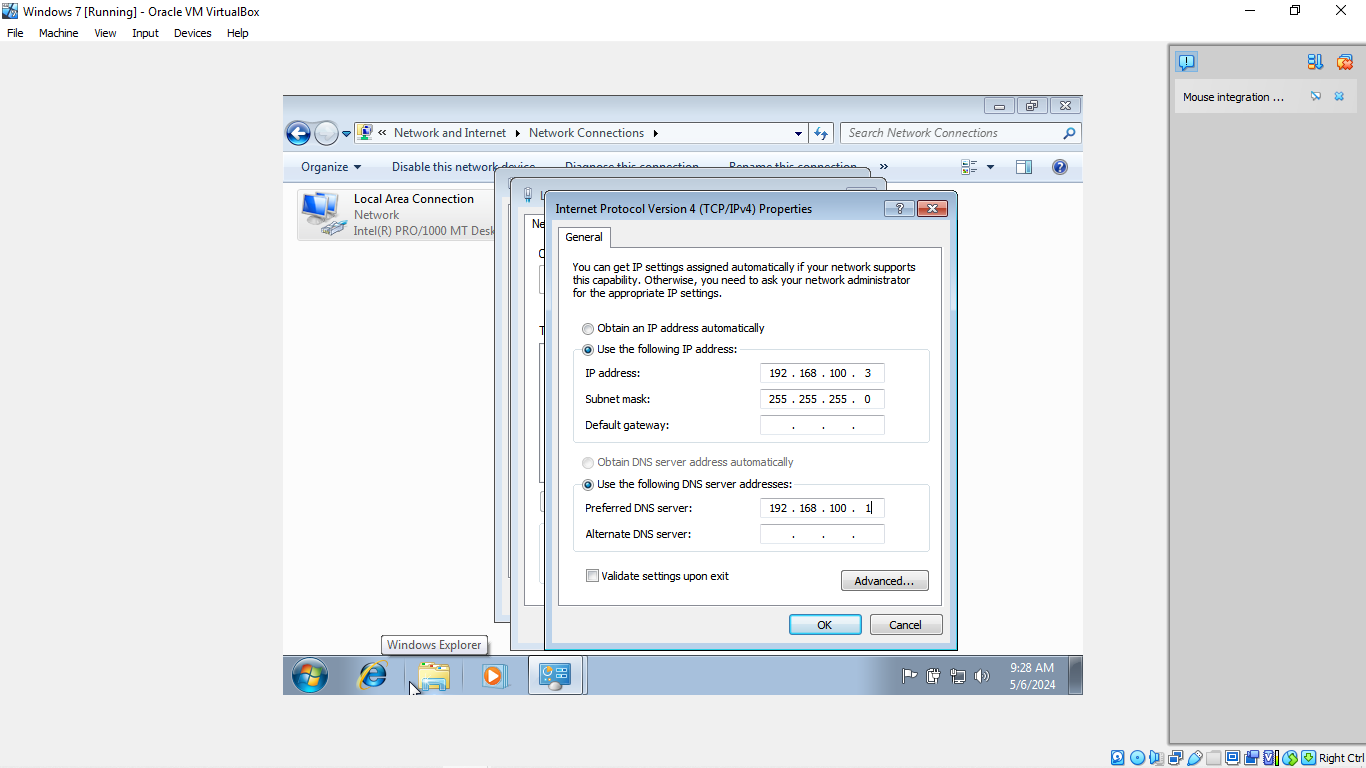 Windows 7 [Running] - Oracle VM VirtualBox
File Machine View Input Devices Help
Mouse integration ...
« Network and Internet Network Connections
Search Network Connections
Organize Disable this network device Diagnose this connection Rename this connection »
Local Area Connection
Network
Intel(R) PRO/1000 MT Desk
Internet Protocol Version 4 (TCP/IPv4) Properties
General
You can get IP settings assigned automatically if your network supports
this capability. Otherwise, you need to ask your network administrator
for the appropriate IP settings.
Obtain an IP address automatically
Use the following IP address:
IP address: 192 . 168 . 100 . 3
Subnet mask: 255 . 255 . 255 . 0
Default gateway: . . .
Obtain DNS server address automatically
Use the following DNS server addresses:
Preferred DNS server: 192 . 168 . 100 . 1
Alternate DNS server: . . .
Validate settings upon exit
Advanced...
OK Cancel
Windows Explorer
9:28 AM
5/6/2024
Right Ctrl